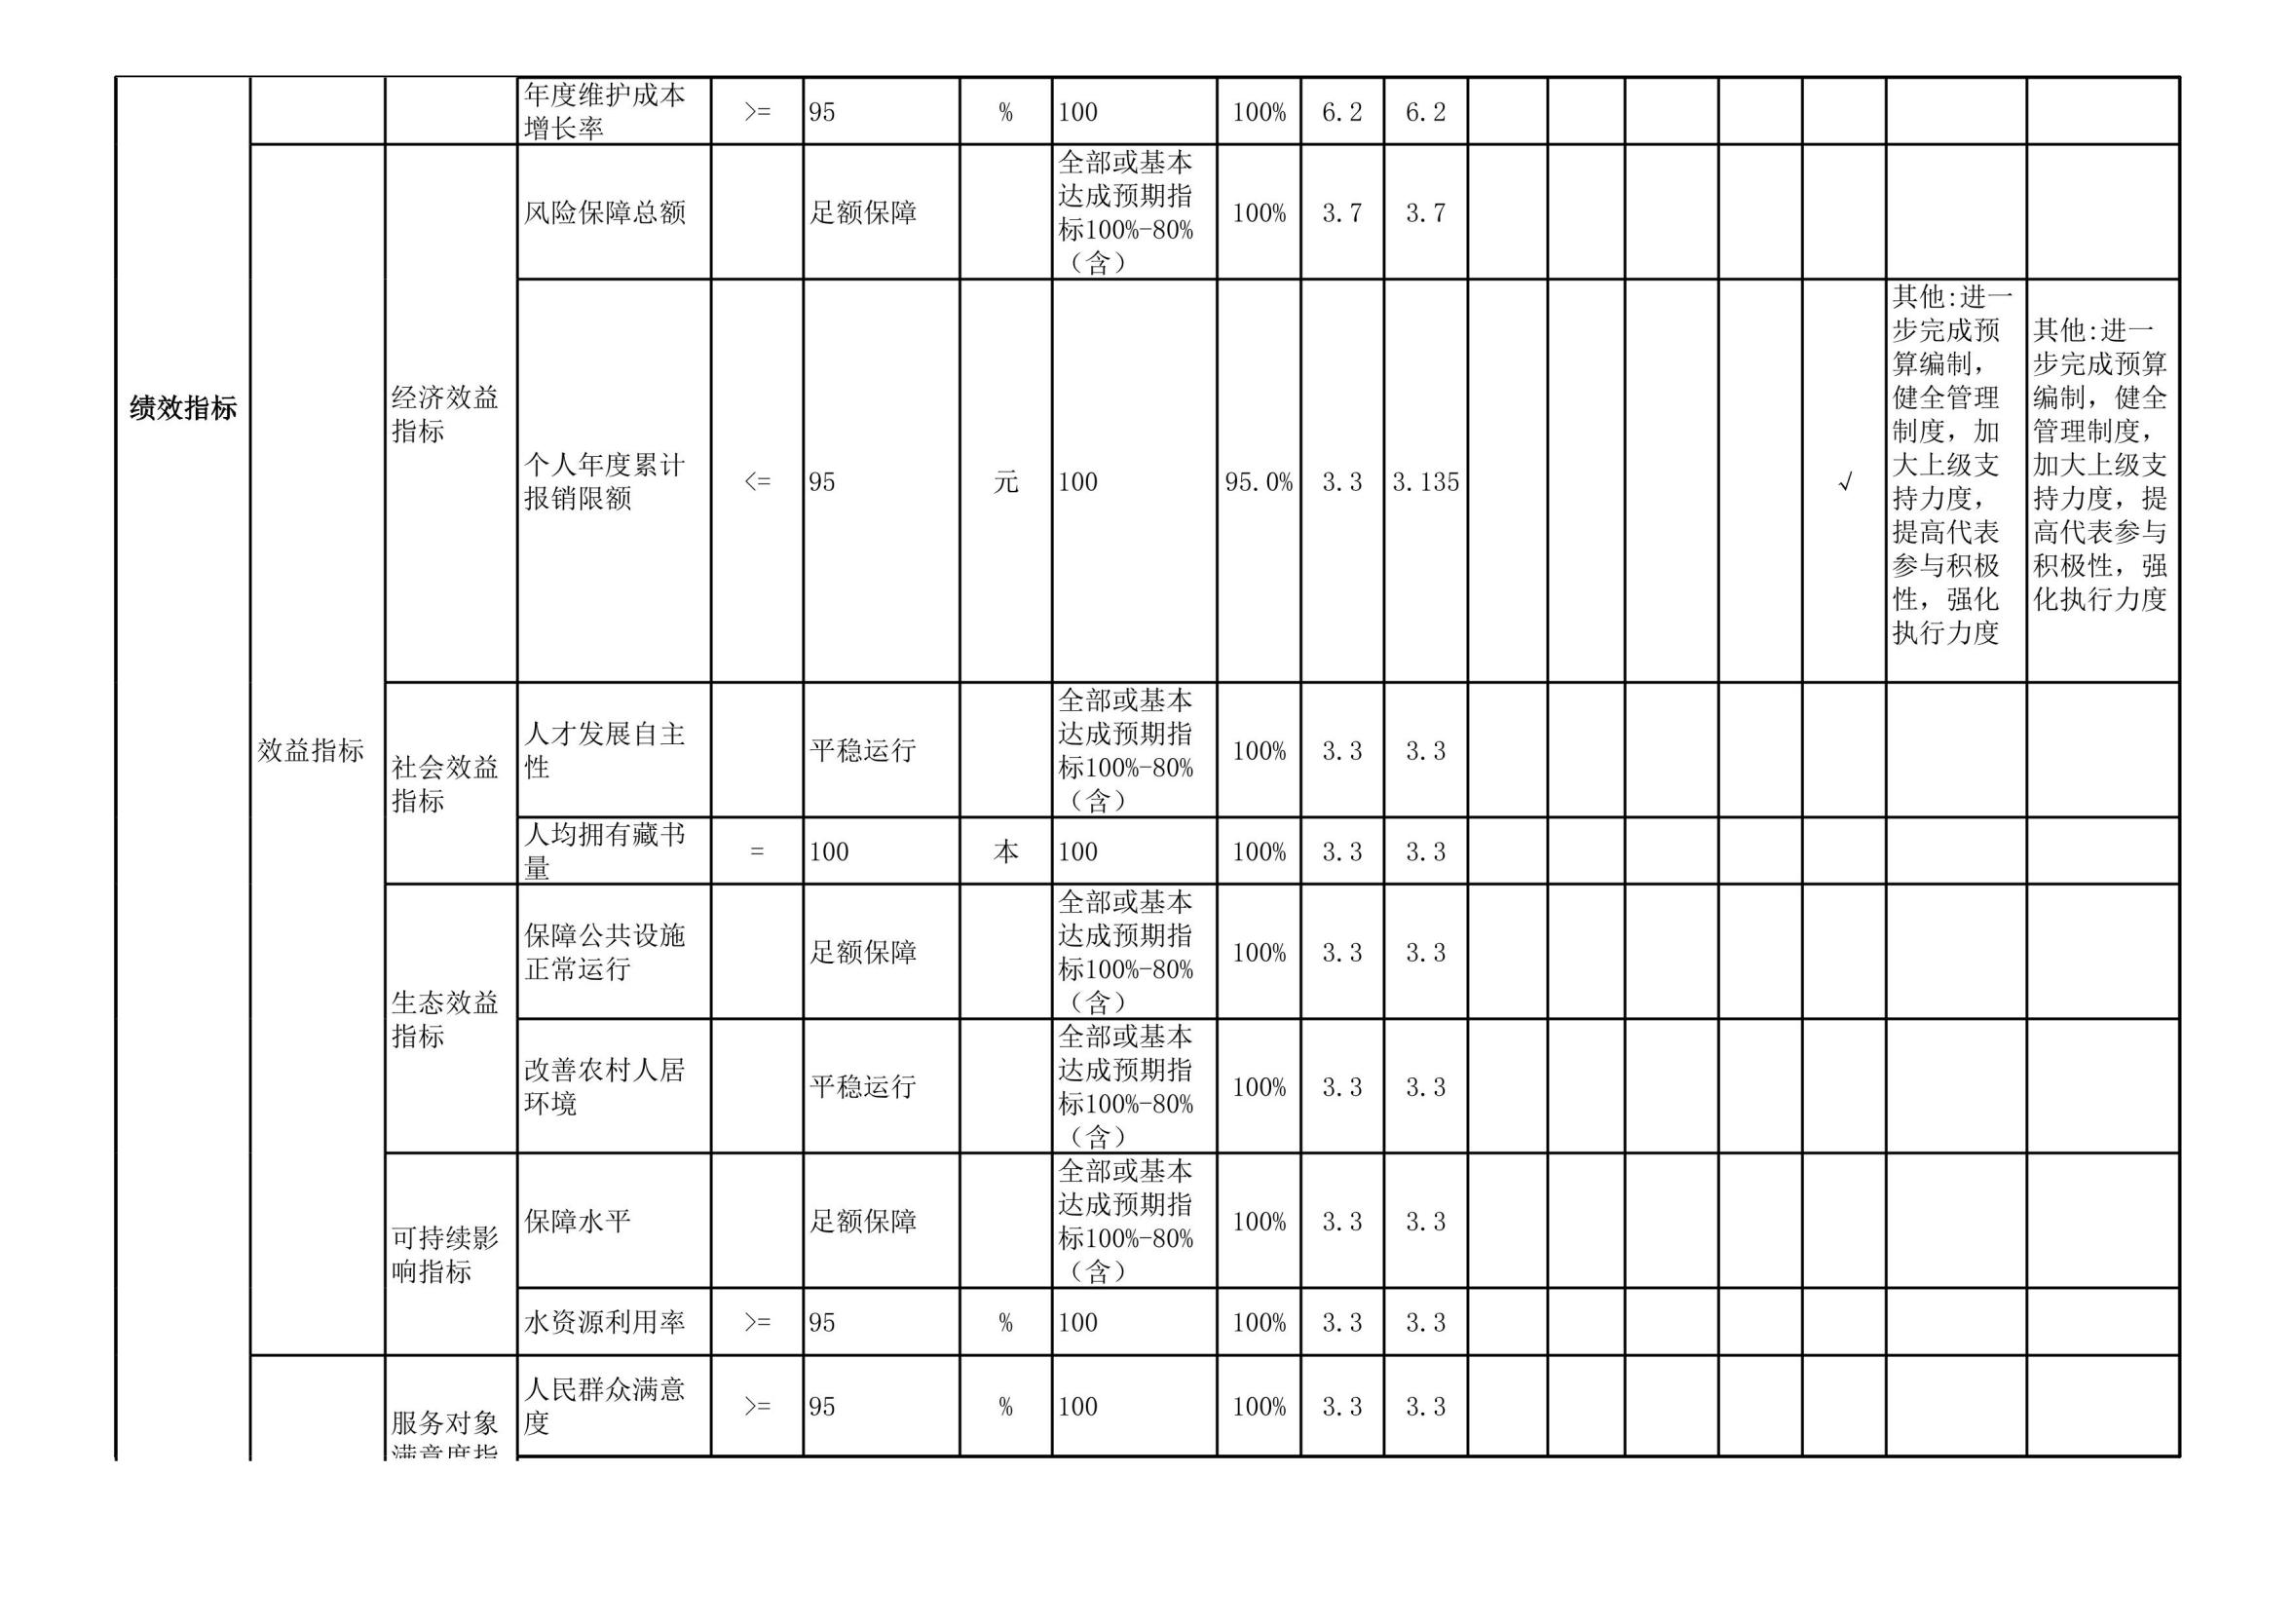 绩效指标
年度维护成本
增长率
>=
95
%
100
100%
6.2
6.2
效益指标
经济效益
指标
风险保障总额
足额保障
全部或基本
达成预期指
标100%-80%
（含）
100%
3.7
3.7
个人年度累计
报销限额
<=
95
元
100
95.0%
3.3
3.135
√
其他:进一
步完成预
算编制，
健全管理
制度，加
大上级支
持力度，
提高代表
参与积极
性，强化
执行力度
其他:进一
步完成预算
编制，健全
管理制度，
加大上级支
持力度，提
高代表参与
积极性，强
化执行力度
社会效益
指标
人才发展自主
性
平稳运行
全部或基本
达成预期指
标100%-80%
（含）
100%
3.3
3.3
人均拥有藏书
量
=
100
本
100
100%
3.3
3.3
生态效益
指标
保障公共设施
正常运行
足额保障
全部或基本
达成预期指
标100%-80%
（含）
100%
3.3
3.3
改善农村人居
环境
平稳运行
全部或基本
达成预期指
标100%-80%
（含）
100%
3.3
3.3
可持续影
响指标
保障水平
足额保障
全部或基本
达成预期指
标100%-80%
（含）
100%
3.3
3.3
水资源利用率
>=
95
%
100
100%
3.3
3.3
服务对象
满意度指
人民群众满意
度
>=
95
%
100
100%
3.3
3.3